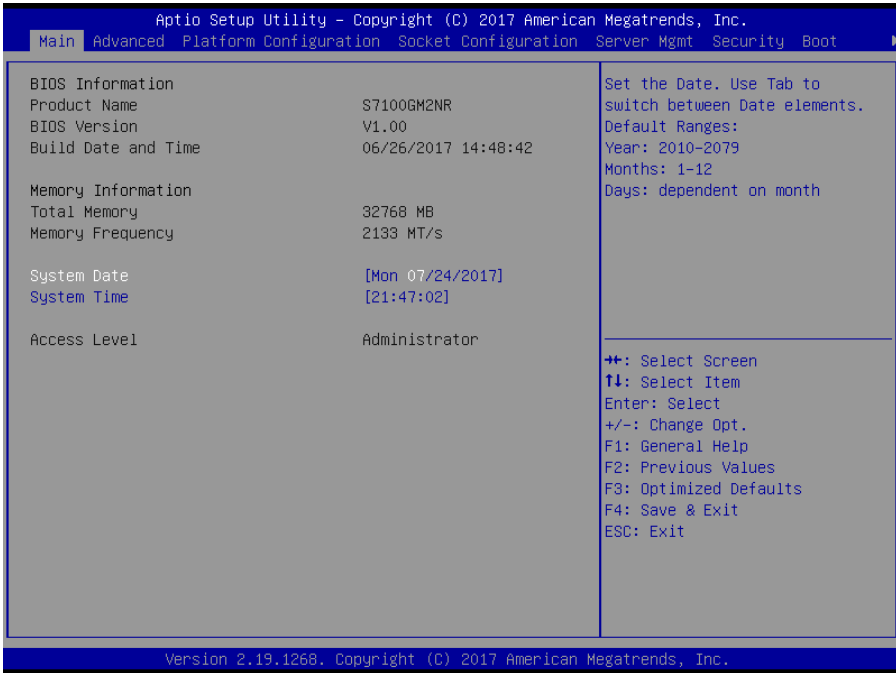 Aptio Setup Utility – Copyright (C) 2017 American Megatrends, Inc.
Main Advanced Platform Configuration Socket Configuration Server Mgmt Security Boot
BIOS Information
Product Name S7100GM2NR
BIOS Version V1.00
Build Date and Time 06/26/2017 14:48:42
Memory Information
Total Memory 32768 MB
Memory Frequency 2133 MT/s
System Date [Mon 07/24/2017]
System Time [21:47:02]
Access Level Administrator
Set the Date. Use Tab to
switch between Date elements.
Default Ranges:
Year: 2010–2079
Months: 1–12
Days: dependent on month
→←: Select Screen
↑↓: Select Item
Enter: Select
+/–: Change Opt.
F1: General Help
F2: Previous Values
F3: Optimized Defaults
F4: Save & Exit
ESC: Exit
Version 2.19.1268. Copyright (C) 2017 American Megatrends, Inc.